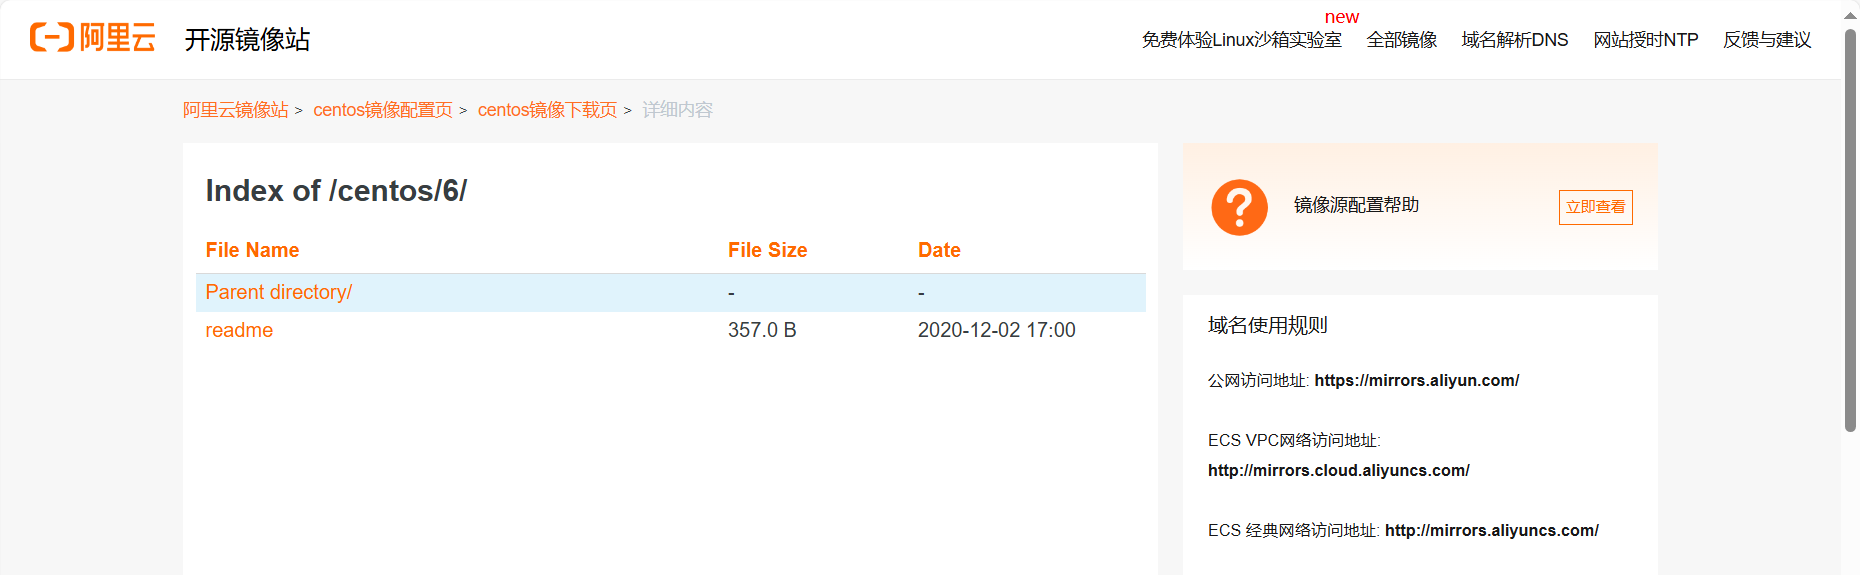 阿里云 开源镜像站
new
免费体验Linux沙箱实验室 全部镜像 域名解析DNS 网站授时NTP 反馈与建议
阿里云镜像站 > centos镜像配置页 > centos镜像下载页 > 详细内容
Index of /centos/6/
File Name File Size Date
Parent directory/ - -
readme 357.0 B 2020-12-02 17:00
镜像源配置帮助 立即查看
域名使用规则
公网访问地址: https://mirrors.aliyun.com/
ECS VPC网络访问地址:
http://mirrors.cloud.aliyuncs.com/
ECS 经典网络访问地址: http://mirrors.aliyuncs.com/